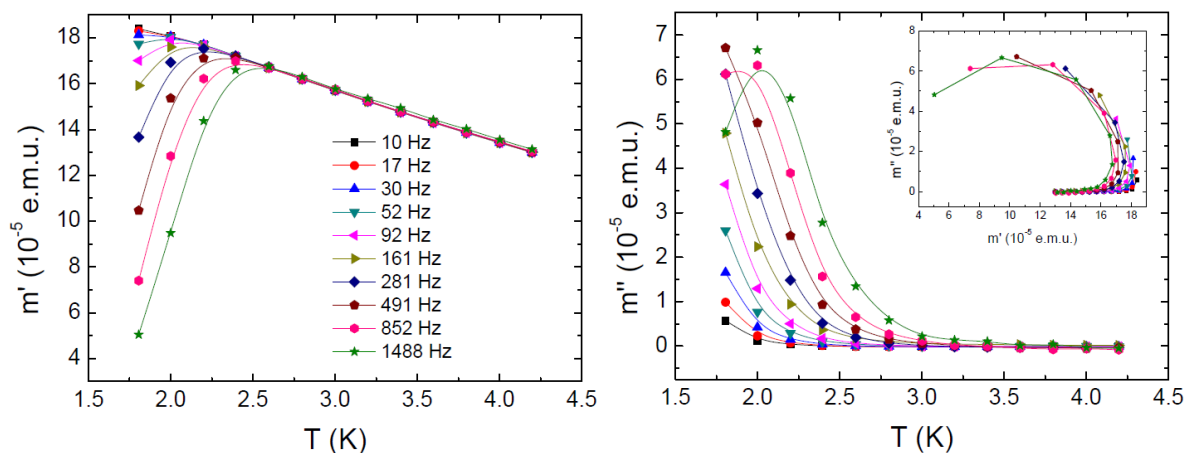 m' (10⁻⁵ e.m.u.)
18
16
14
12
10
8
6
4
10 Hz
17 Hz
30 Hz
52 Hz
92 Hz
161 Hz
281 Hz
491 Hz
852 Hz
1488 Hz
1.5 2.0 2.5 3.0 3.5 4.0 4.5
T (K)
m'' (10⁻⁵ e.m.u.)
7
6
5
4
3
2
1
0
1.5 2.0 2.5 3.0 3.5 4.0 4.5
T (K)
m'' (10⁻⁵ e.m.u.)
8
6
4
2
0
4 6 8 10 12 14 16 18
m' (10⁻⁵ e.m.u.)